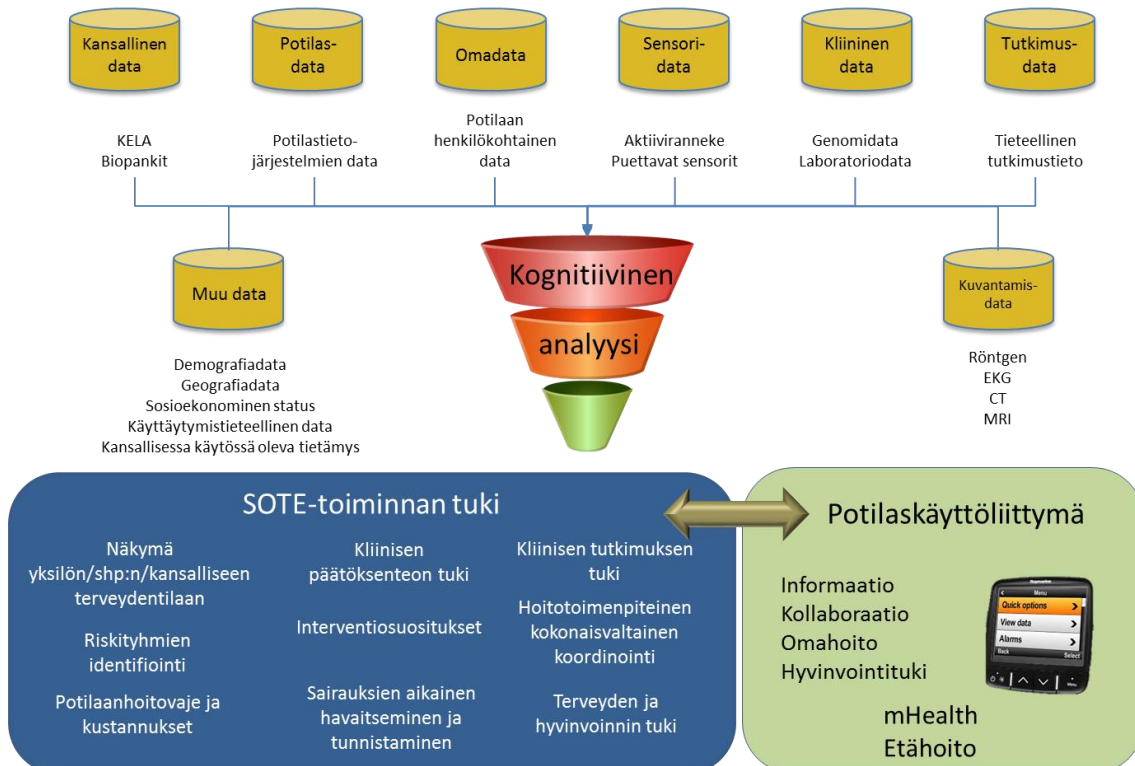 Kansallinen
data
Potilas-
data
Omadata
Sensori-
data
Kliininen
data
Tutkimus-
data
KELA
Biopankit
Potilastieto-
järjestelmien data
Potilaan
henkilökohtainen
data
Aktiiviranneke
Puettavat sensorit
Genomidata
Laboratoriodata
Tieteellinen
tutkimustieto
Muu data
Kognitiivinen
analyysi
Kuvantamis-
data
Demografiadata
Geografiadata
Sosioekonominen status
Käyttäytymistieteellinen data
Kansallisessa käytössä oleva tietämys
Röntgen
EKG
CT
MRI
SOTE-toiminnan tuki
Näkymä
yksilön/shp:n/kansalliseen
terveydentilaan
Riskityhmien
identifiointi
Potilaanhoitovaje ja
kustannukset
Kliinisen
päätöksenteon tuki
Interventiosuositukset
Sairauksien aikainen
havaitseminen ja
tunnistaminen
Kliinisen tutkimuksen
tuki
Hoitotoimenpiteinen
kokonaisvaltainen
koordinointi
Terveyden ja
hyvinvoinnin tuki
Potilaskäyttöliittymä
Informaatio
Kollaboraatio
Omahoito
Hyvinvointituki
Menu
Quick options
View data
Alarms
Back Select
Menu
mHealth
Etähoito